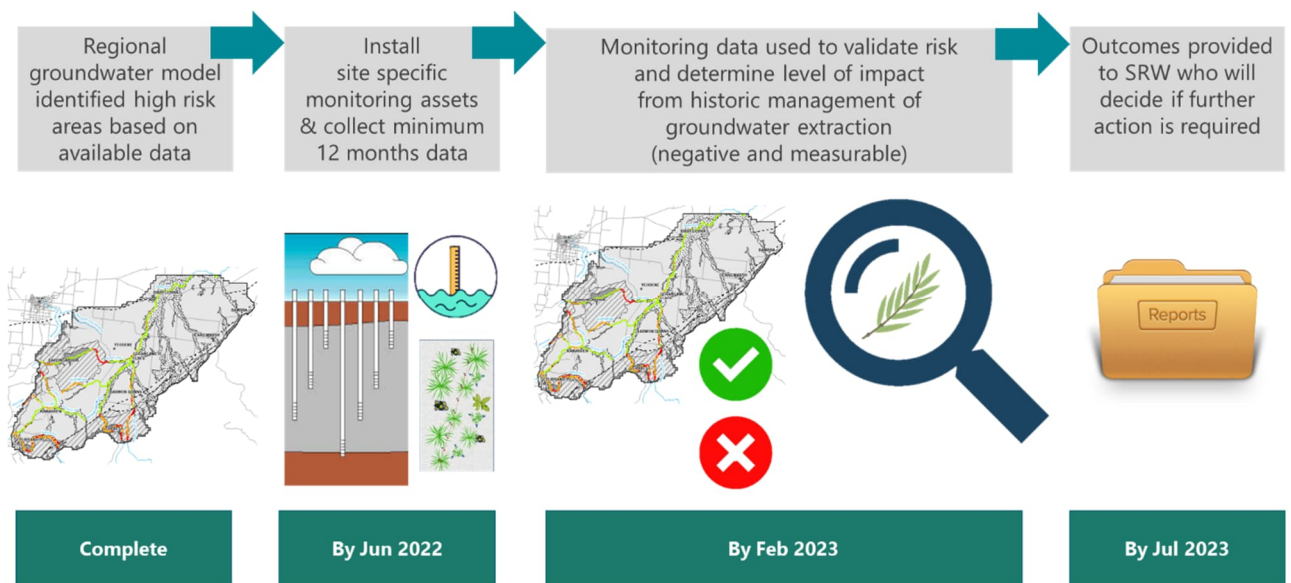 Regional
groundwater model
identified high risk
areas based on
available data
Install
site specific
monitoring assets
& collect minimum
12 months data
Monitoring data used to validate risk
and determine level of impact
from historic management of
groundwater extraction
(negative and measurable)
Outcomes provided
to SRW who will
decide if further
action is required
Reports
Complete
By Jun 2022
By Feb 2023
By Jul 2023